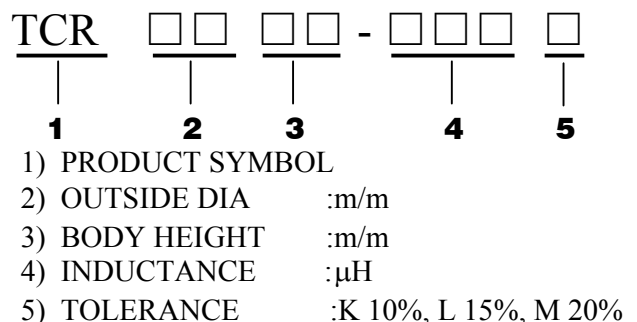 TCR □□ □□ - □□□ □
1 2 3 4 5
1) PRODUCT SYMBOL
2) OUTSIDE DIA :m/m
3) BODY HEIGHT :m/m
4) INDUCTANCE :μH
5) TOLERANCE :K 10%, L 15%, M 20%